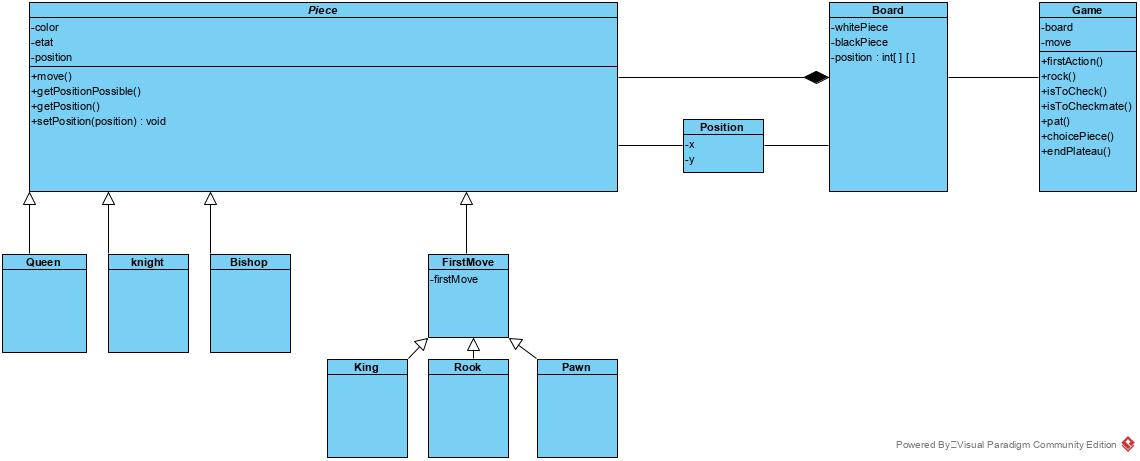 Piece
-color
-etat
-position
+move()
+getPositionPossible()
+getPosition()
+setPosition(position) : void
Board
-whitePiece
-blackPiece
-position : int[ ] [ ]
Game
-board
-move
+firstAction()
+rock()
+isToCheck()
+isToCheckmate()
+pat()
+choicePiece()
+endPlateau()
Position
-x
-y
Queen
knight
Bishop
FirstMove
-firstMove
King
Rook
Pawn
Powered By Visual Paradigm Community Edition